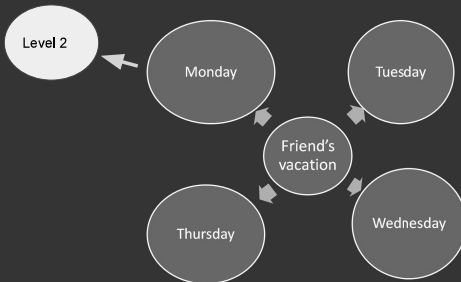 Level 2
Monday
Tuesday
Friend's
vacation
Thursday
Wednesday